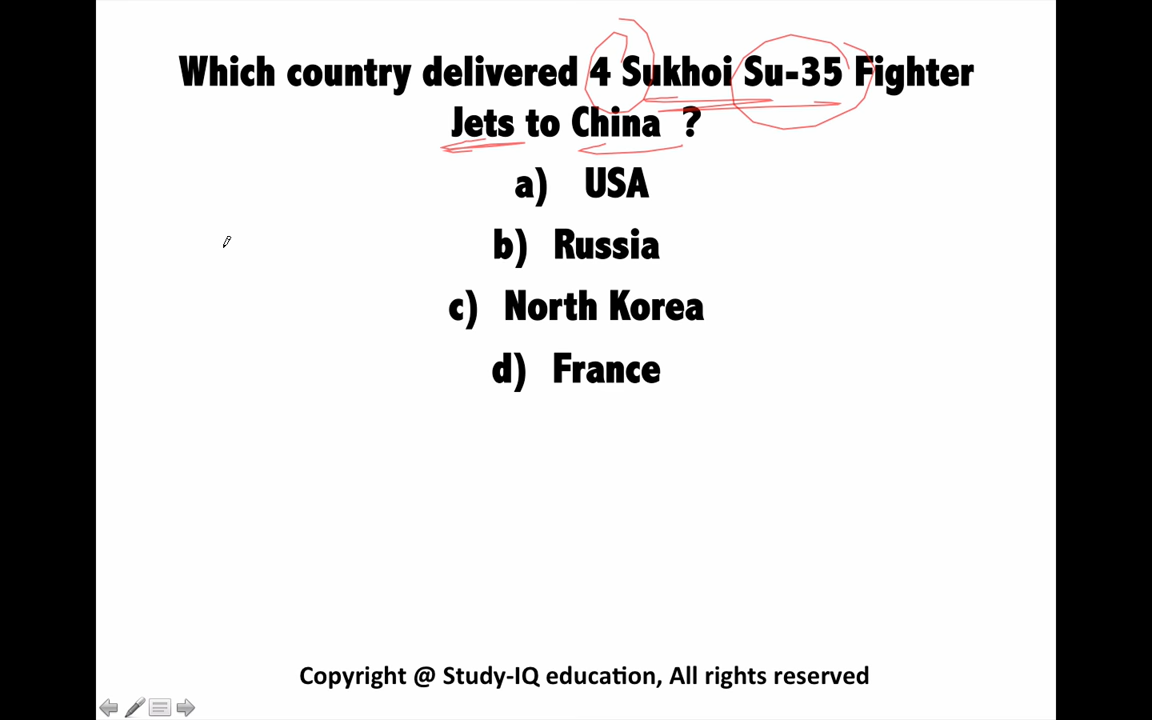 Which country delivered 4 Sukhoi Su-35 Fighter
Jets to China ?
a) USA
b) Russia
c) North Korea
d) France
Copyright @ Study-IQ education, All rights reserved